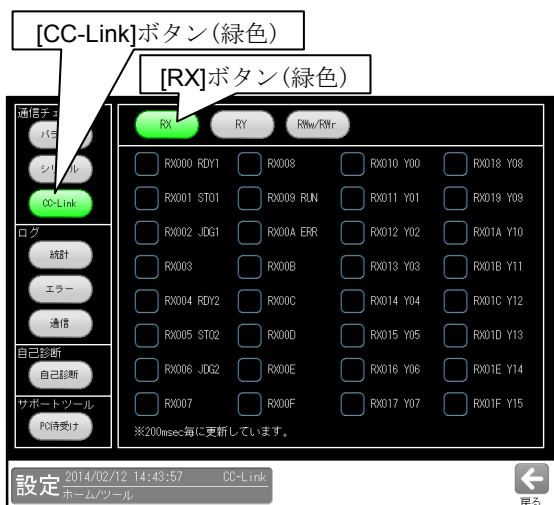 [CC-Link]ボタン(緑色)
[RX]ボタン(緑色)
通信チェ
パラ
シリ ル
CC-Link
ログ
統計
エラー
通信
自己診断
自己診断
サポートツール
PC待受け
RX RY RWw/RWr
RX000 RDY1 RX008 RX010 Y00 RX018 Y08
RX001 STO1 RX009 RUN RX011 Y01 RX019 Y09
RX002 JDG1 RX00A ERR RX012 Y02 RX01A Y10
RX003 RX00B RX013 Y03 RX01B Y11
RX004 RDY2 RX00C RX014 Y04 RX01C Y12
RX005 STO2 RX00D RX015 Y05 RX01D Y13
RX006 JDG2 RX00E RX016 Y06 RX01E Y14
RX007 RX00F RX017 Y07 RX01F Y15
※200msec毎に更新しています。
設定 2014/02/12 14:43:57 CC-Link
ホーム/ツール
戻る